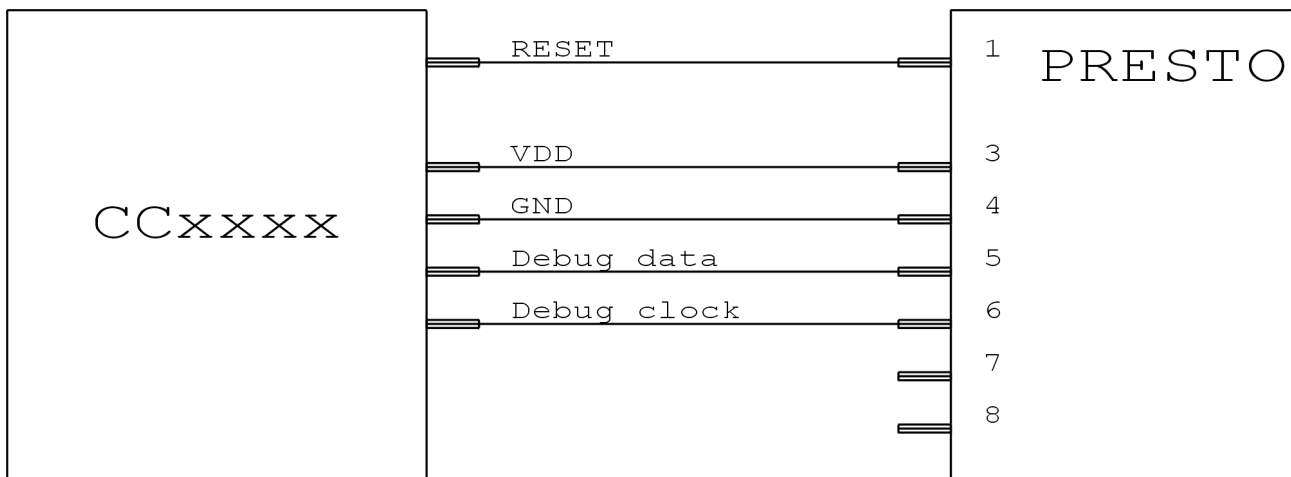 RESET 1 PRESTO
VDD 3
CCxxxx GND 4
Debug data 5
Debug clock 6
7
8